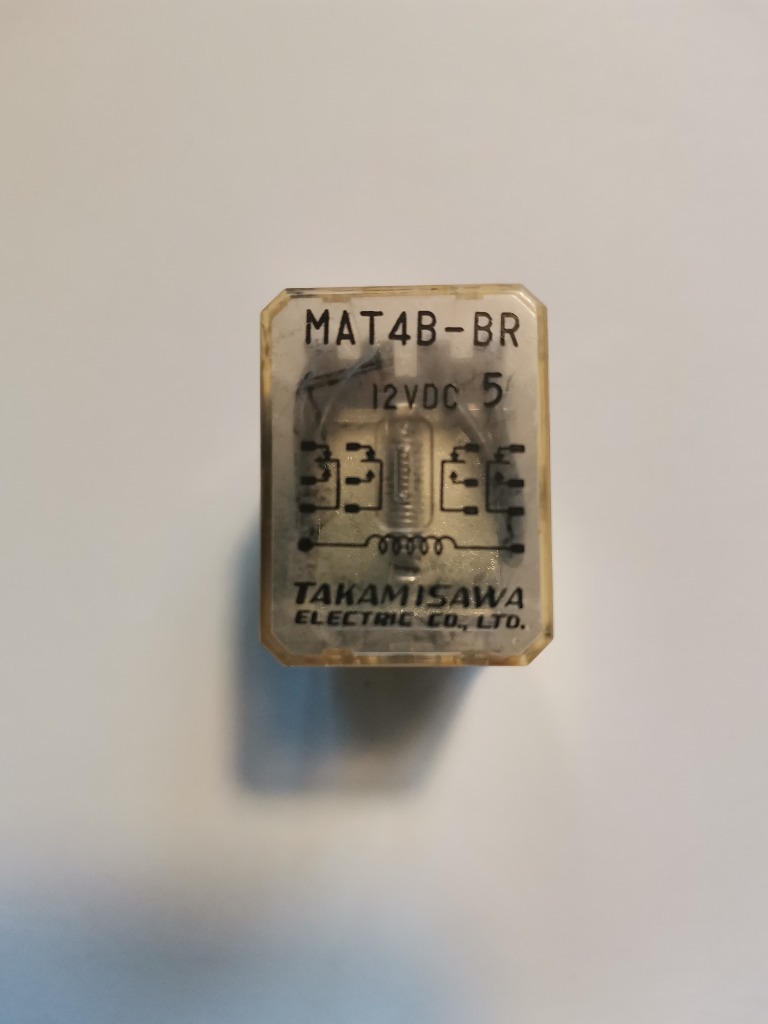 MAT4B-BR
12VDC 5
TAKAMISAWA
ELECTRIC CO., LTD.